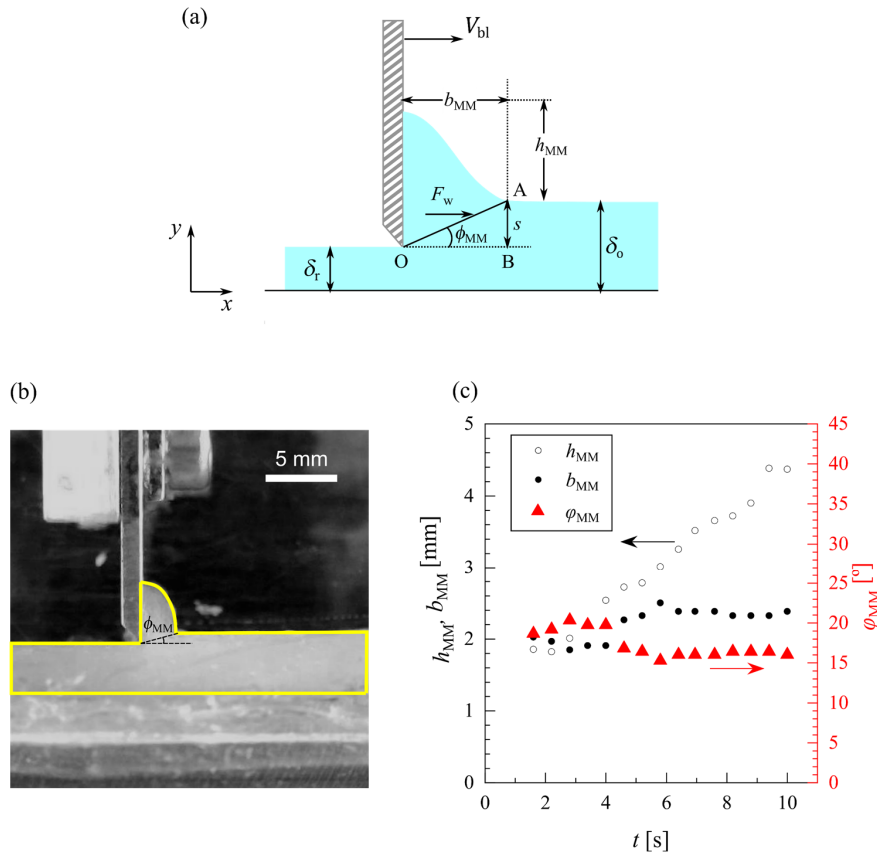 (a)
V_bl
b_MM
h_MM
A
F_w
s
ϕ_MM
y
O
B
δ_r
δ_o
x
(b)
5 mm
ϕ_MM
(c)
h_MM
b_MM
φ_MM
5
4
3
2
1
0
h_MM, b_MM [mm]
45
40
35
30
25
20
15
10
5
0
φ_MM [º]
0
2
4
6
8
10
t [s]